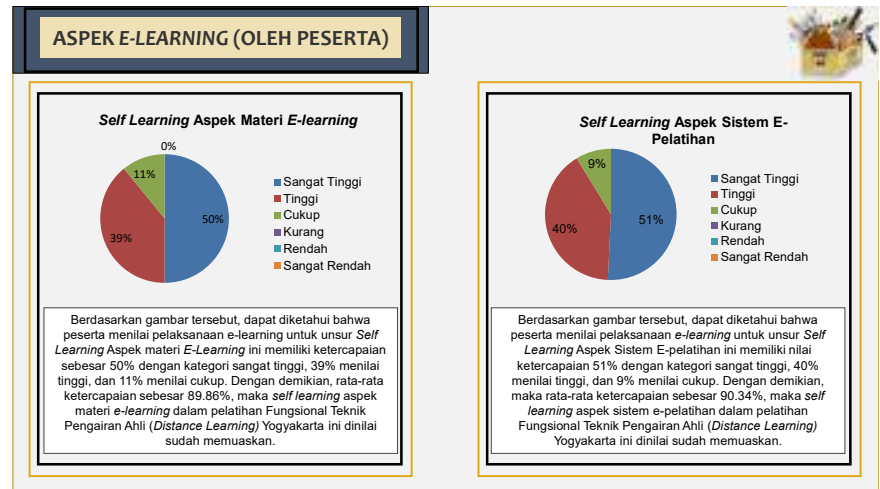 ASPEK E-LEARNING (OLEH PESERTA)
Self Learning Aspek Materi E-learning
0%
11%
50%
39%
Sangat Tinggi
Tinggi
Cukup
Kurang
Rendah
Sangat Rendah
Berdasarkan gambar tersebut, dapat diketahui bahwa
peserta menilai pelaksanaan e-learning untuk unsur Self
Learning Aspek materi E-Learning ini memiliki ketercapaian
sebesar 50% dengan kategori sangat tinggi, 39% menilai
tinggi, dan 11% menilai cukup. Dengan demikian, rata-rata
ketercapaian sebesar 89.86%, maka self learning aspek
materi e-learning dalam pelatihan Fungsional Teknik
Pengairan Ahli (Distance Learning) Yogyakarta ini dinilai
sudah memuaskan.
Self Learning Aspek Sistem E-
Pelatihan
9%
51%
40%
Sangat Tinggi
Tinggi
Cukup
Kurang
Rendah
Sangat Rendah
Berdasarkan gambar tersebut, dapat diketahui bahwa
peserta menilai pelaksanaan e-learning untuk unsur Self
Learning Aspek Sistem E-pelatihan ini memiliki nilai
ketercapaian 51% dengan kategori sangat tinggi, 40%
menilai tinggi, dan 9% menilai cukup. Dengan demikian,
maka rata-rata ketercapaian sebesar 90.34%, maka self
learning aspek sistem e-pelatihan dalam pelatihan
Fungsional Teknik Pengairan Ahli (Distance Learning)
Yogyakarta ini dinilai sudah memuaskan.